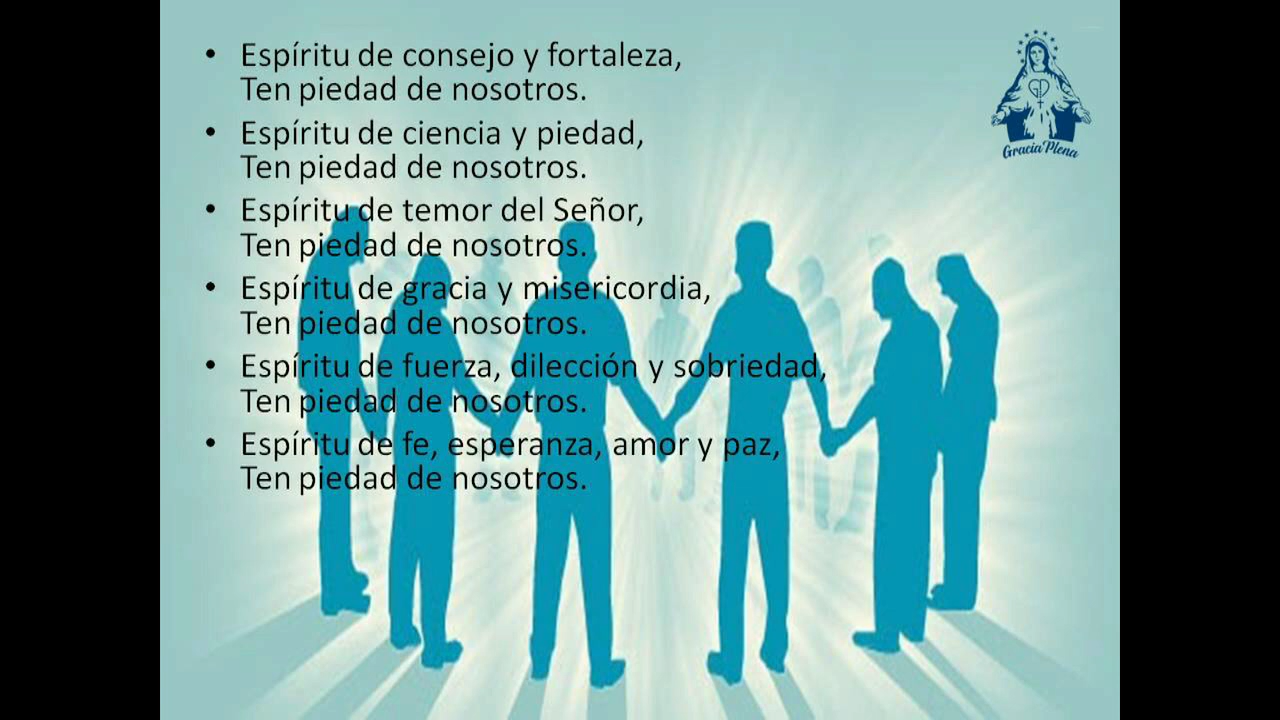 • Espíritu de consejo y fortaleza,
Ten piedad de nosotros.
• Espíritu de ciencia y piedad,
Ten piedad de nosotros.
• Espíritu de temor del Señor,
Ten piedad de nosotros.
• Espíritu de gracia y misericordia,
Ten piedad de nosotros.
• Espíritu de fuerza, dilección y sobriedad,
Ten piedad de nosotros.
• Espíritu de fe, esperanza, amor y paz,
Ten piedad de nosotros.
Gracia Plena